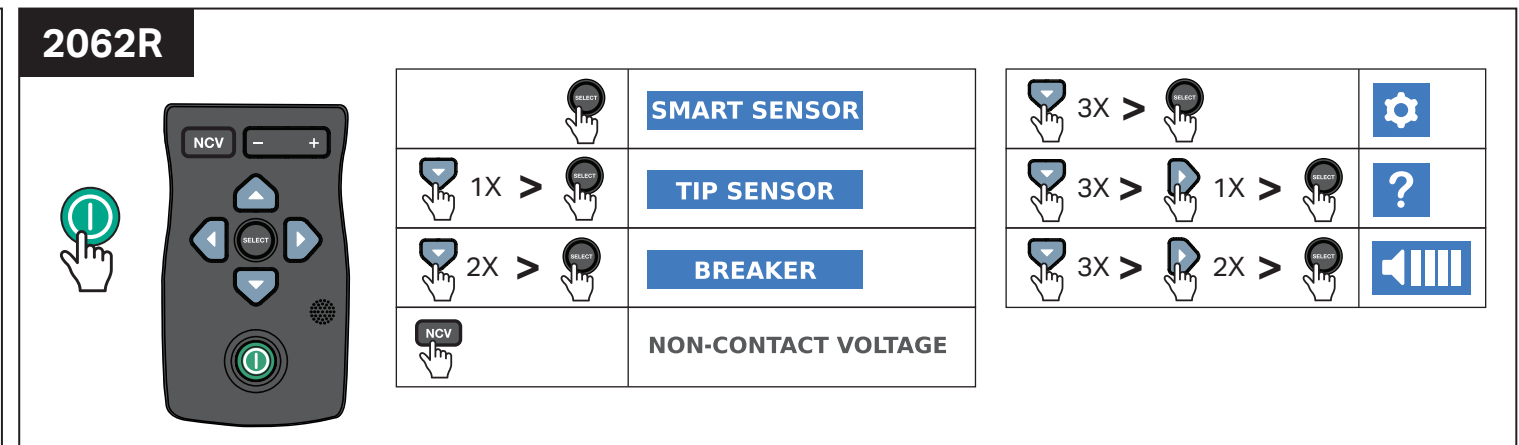 2062R
NCV
- +
SELECT
SELECT SMART SENSOR
1X > SELECT TIP SENSOR
2X > SELECT BREAKER
NCV NON-CONTACT VOLTAGE
3X > SELECT
3X > 1X > SELECT ?
3X > 2X > SELECT